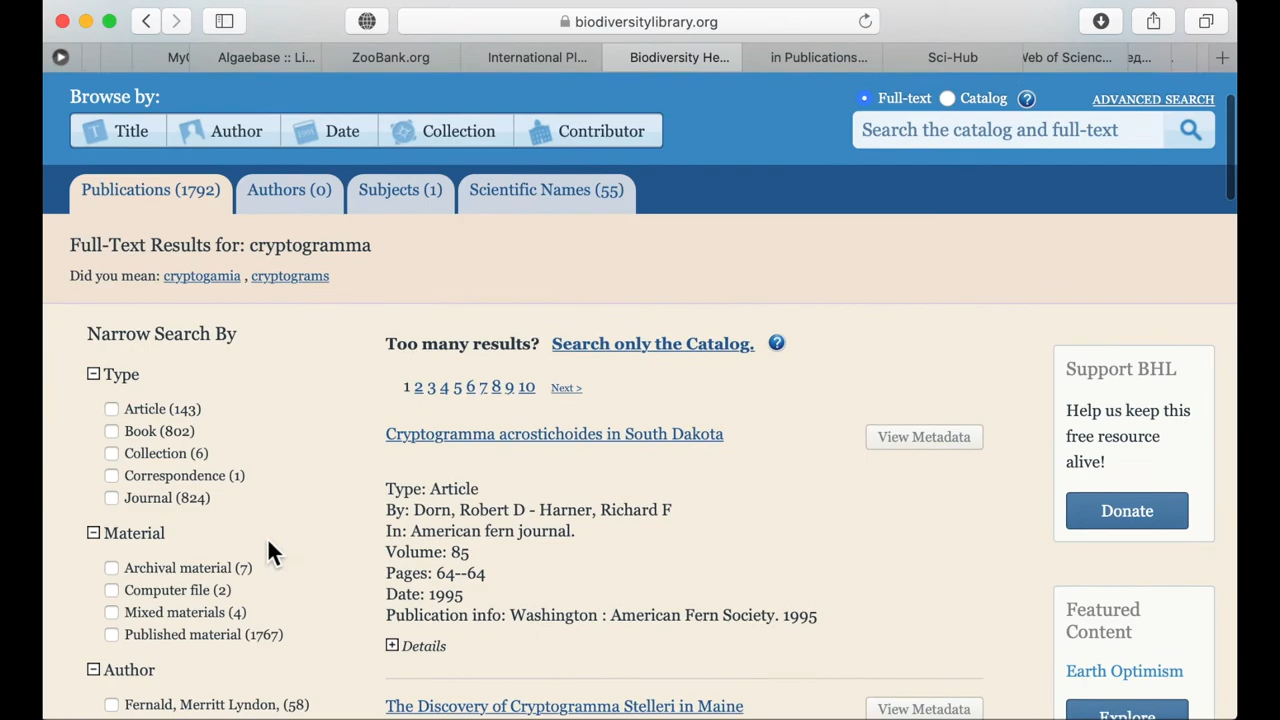 biodiversitylibrary.org
Algaebase :: Li...
ZooBank.org
International Pl...
Biodiversity He...
in Publications...
Sci-Hub
Web of Scienc...
Browse by:
Title
Author
Date
Collection
Contributor
Full-text
Catalog
?
ADVANCED SEARCH
Search the catalog and full-text
Publications (1792)
Authors (0)
Subjects (1)
Scientific Names (55)
Full-Text Results for: cryptogramma
Did you mean: cryptogamia , cryptograms
Narrow Search By
Type
Article (143)
Book (802)
Collection (6)
Correspondence (1)
Journal (824)
Material
Archival material (7)
Computer file (2)
Mixed materials (4)
Published material (1767)
Author
Fernald, Merritt Lyndon, (58)
Too many results? Search only the Catalog. ?
1 2 3 4 5 6 7 8 9 10 Next >
Cryptogramma acrostichoides in South Dakota
View Metadata
Type: Article
By: Dorn, Robert D - Harner, Richard F
In: American fern journal.
Volume: 85
Pages: 64--64
Date: 1995
Publication info: Washington : American Fern Society. 1995
Details
The Discovery of Cryptogramma Stelleri in Maine
View Metadata
Support BHL
Help us keep this
free resource
alive!
Donate
Featured
Content
Earth Optimism
Explore